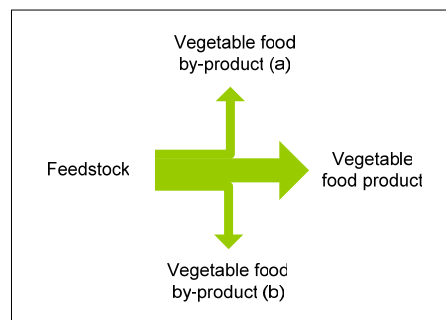 Vegetable food
by-product (a)
Feedstock
Vegetable
food product
Vegetable food
by-product (b)